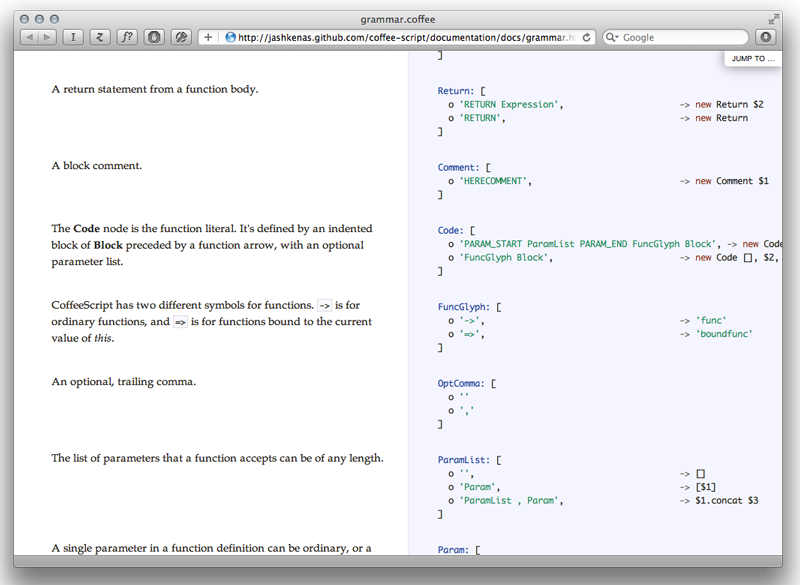 grammar.coffee
http://jashkenas.github.com/coffee-script/documentation/docs/grammar.h
Google
JUMP TO ...
]
A return statement from a function body.
Return: [
o 'RETURN Expression', -> new Return $2
o 'RETURN', -> new Return
]
A block comment.
Comment: [
o 'HERECOMMENT', -> new Comment $1
]
The Code node is the function literal. It's defined by an indented
block of Block preceded by a function arrow, with an optional
parameter list.
Code: [
o 'PARAM_START ParamList PARAM_END FuncGlyph Block', -> new Code
o 'FuncGlyph Block', -> new Code [], $2,
]
CoffeeScript has two different symbols for functions. -> is for
ordinary functions, and => is for functions bound to the current
value of this.
FuncGlyph: [
o '->', -> 'func'
o '=>', -> 'boundfunc'
]
An optional, trailing comma.
OptComma: [
o ''
o ','
]
The list of parameters that a function accepts can be of any length.
ParamList: [
o '', -> []
o 'Param', -> [$1]
o 'ParamList , Param', -> $1.concat $3
]
A single parameter in a function definition can be ordinary, or a
Param: [